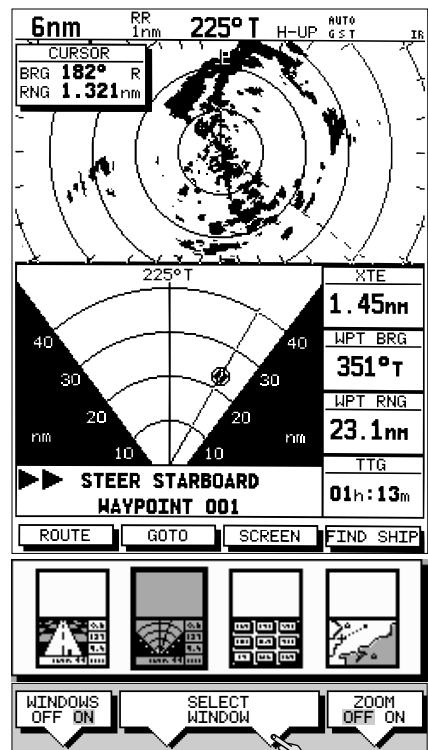 6nm RR 1nm 225°T H-UP AUTO GST IR
CURSOR
BRG 182° R
RNG 1.321nm
225°T
40 40
30 30
20 20
nm 10 10
XTE
1.45nm
WPT BRG
351°T
WPT RNG
23.1nm
TTG
01h:13m
STEER STARBOARD
WAYPOINT 001
ROUTE GOTO SCREEN FIND SHIP
WINDOWS
OFF ON
SELECT
WINDOW
ZOOM
OFF ON